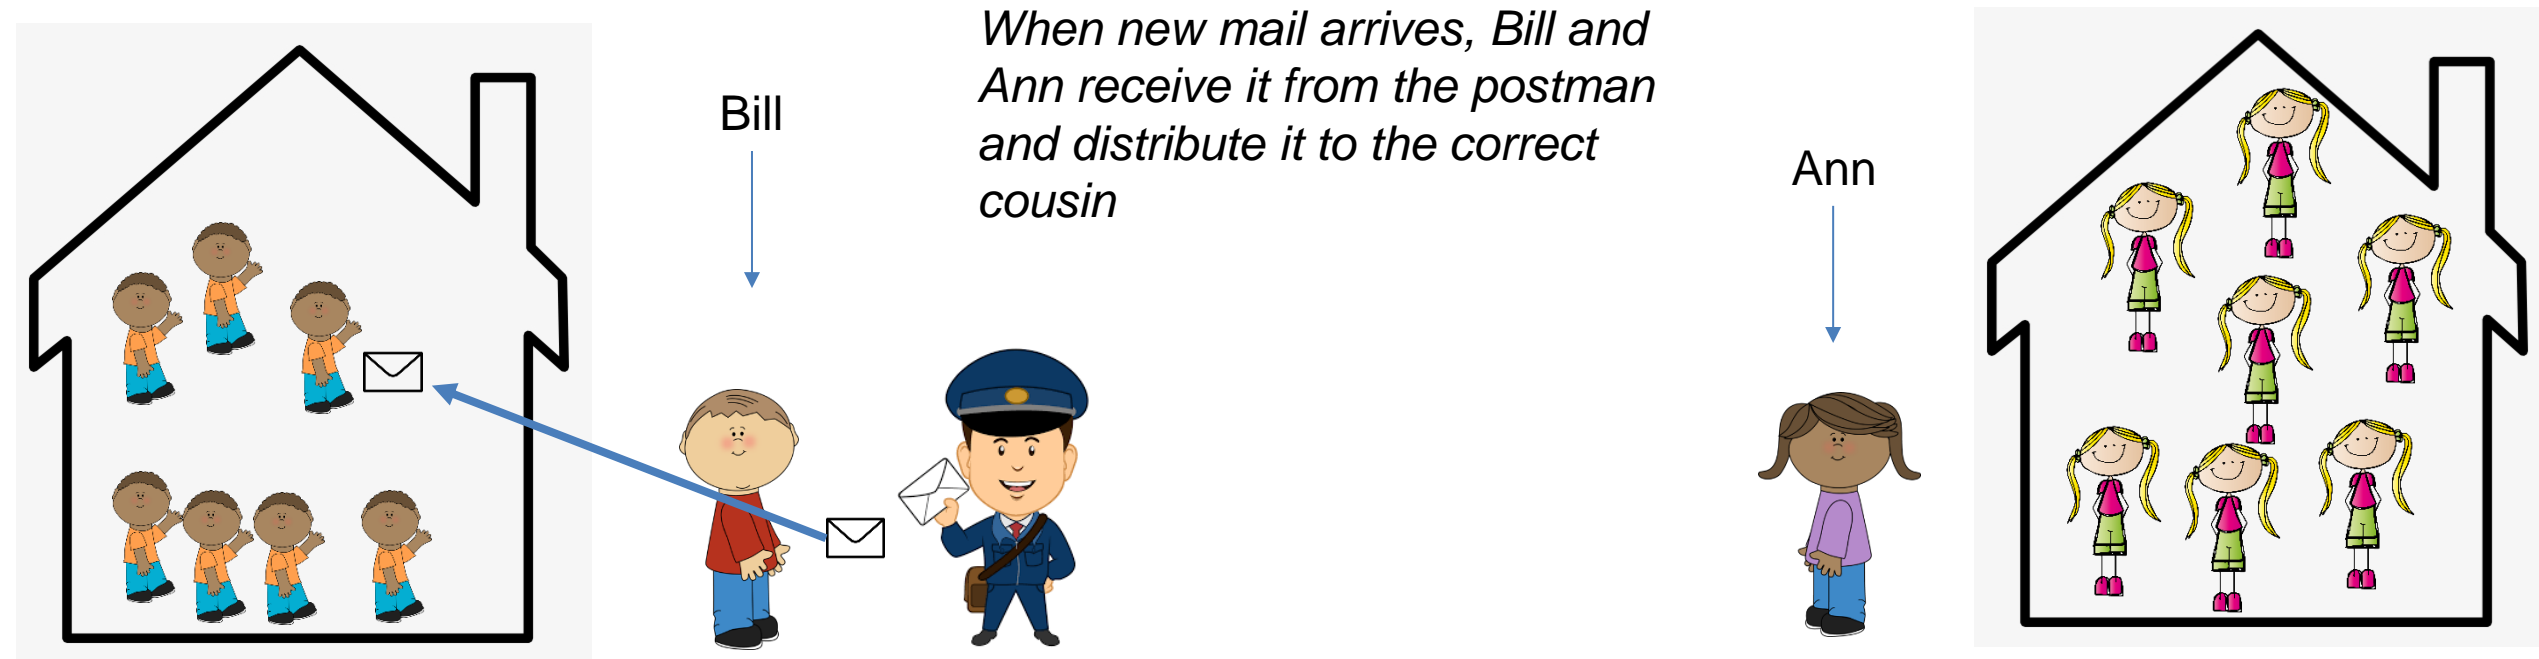 When new mail arrives, Bill and
Ann receive it from the postman
and distribute it to the correct
cousin
Bill
Ann